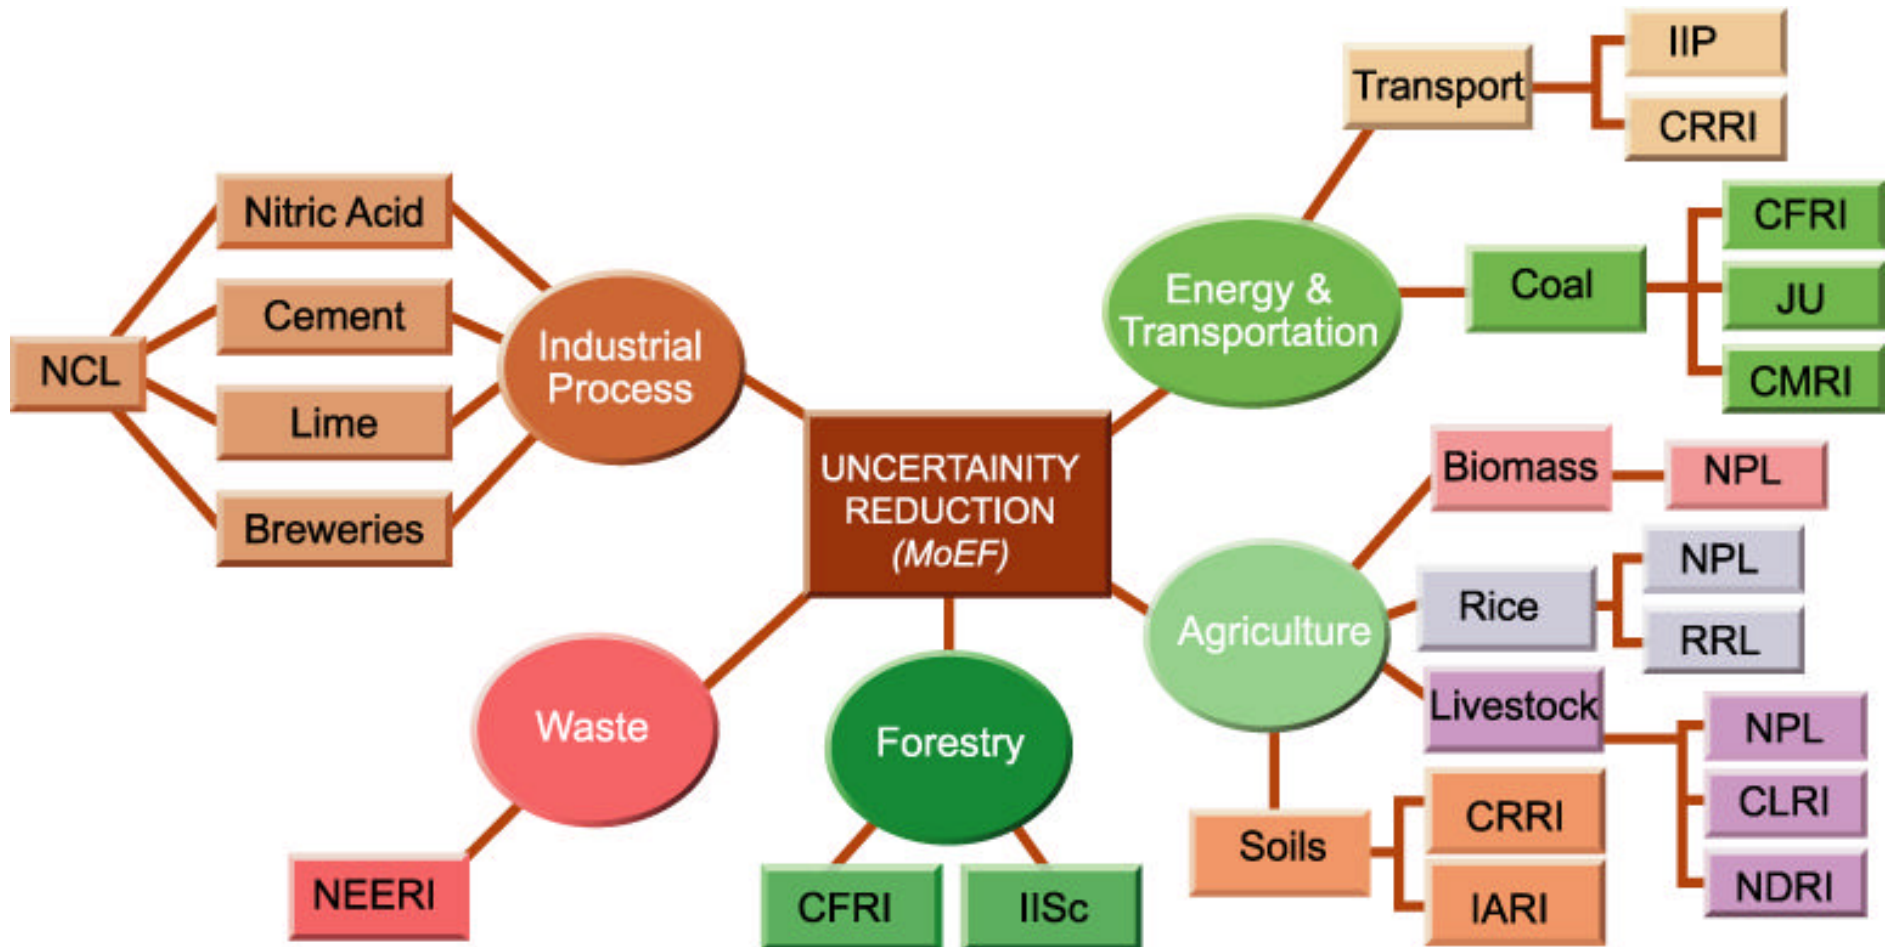 NCL
Nitric Acid
Cement
Lime
Breweries
Industrial
Process
UNCERTAINITY
REDUCTION
(MoEF)
Energy &
Transportation
Transport
IIP
CRRI
Coal
CFRI
JU
CMRI
Agriculture
Biomass
NPL
Rice
NPL
RRL
Livestock
NPL
CLRI
NDRI
Soils
CRRI
IARI
Forestry
CFRI
IISc
Waste
NEERI